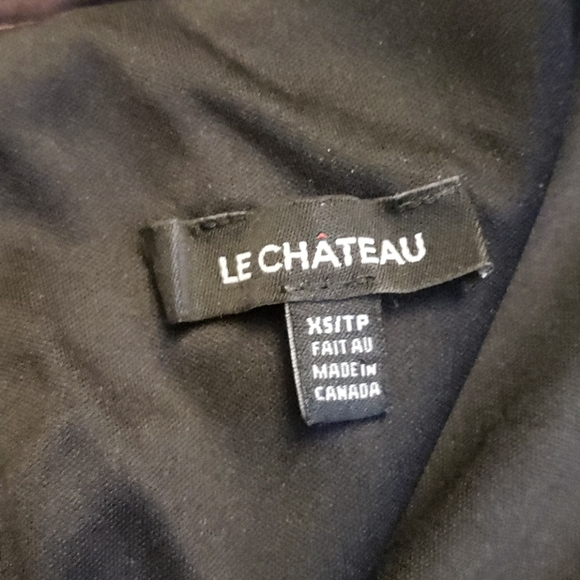 LE CHÂTEAU
XS/TP
FAIT AU
MADE IN
CANADA